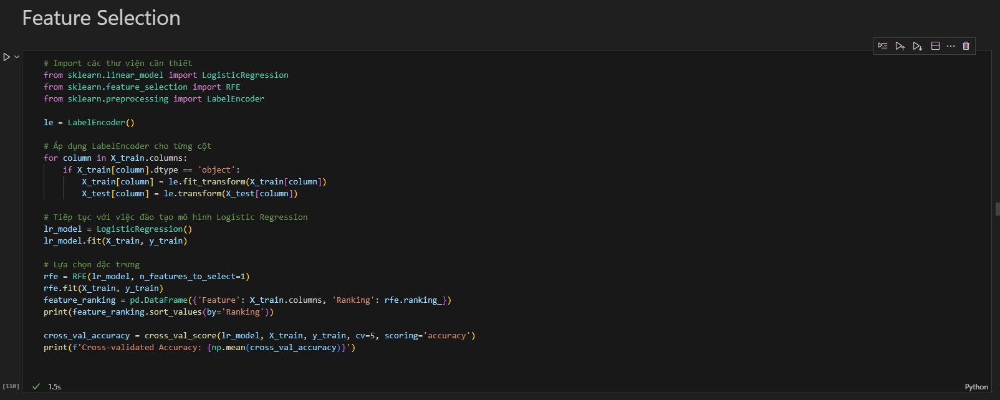 Feature Selection
# Import các thư viện cần thiết
from sklearn.linear_model import LogisticRegression
from sklearn.feature_selection import RFE
from sklearn.preprocessing import LabelEncoder
le = LabelEncoder()
# Áp dụng LabelEncoder cho từng cột
for column in X_train.columns:
    if X_train[column].dtype == 'object':
        X_train[column] = le.fit_transform(X_train[column])
        X_test[column] = le.transform(X_test[column])
# Tiếp tục với việc đào tạo mô hình Logistic Regression
lr_model = LogisticRegression()
lr_model.fit(X_train, y_train)
# Lựa chọn đặc trưng
rfe = RFE(lr_model, n_features_to_select=1)
rfe.fit(X_train, y_train)
feature_ranking = pd.DataFrame({'Feature': X_train.columns, 'Ranking': rfe.ranking_})
print(feature_ranking.sort_values(by='Ranking'))
cross_val_accuracy = cross_val_score(lr_model, X_train, y_train, cv=5, scoring='accuracy')
print(f'Cross-validated Accuracy: {np.mean(cross_val_accuracy)}')
[110] 1.5s Python